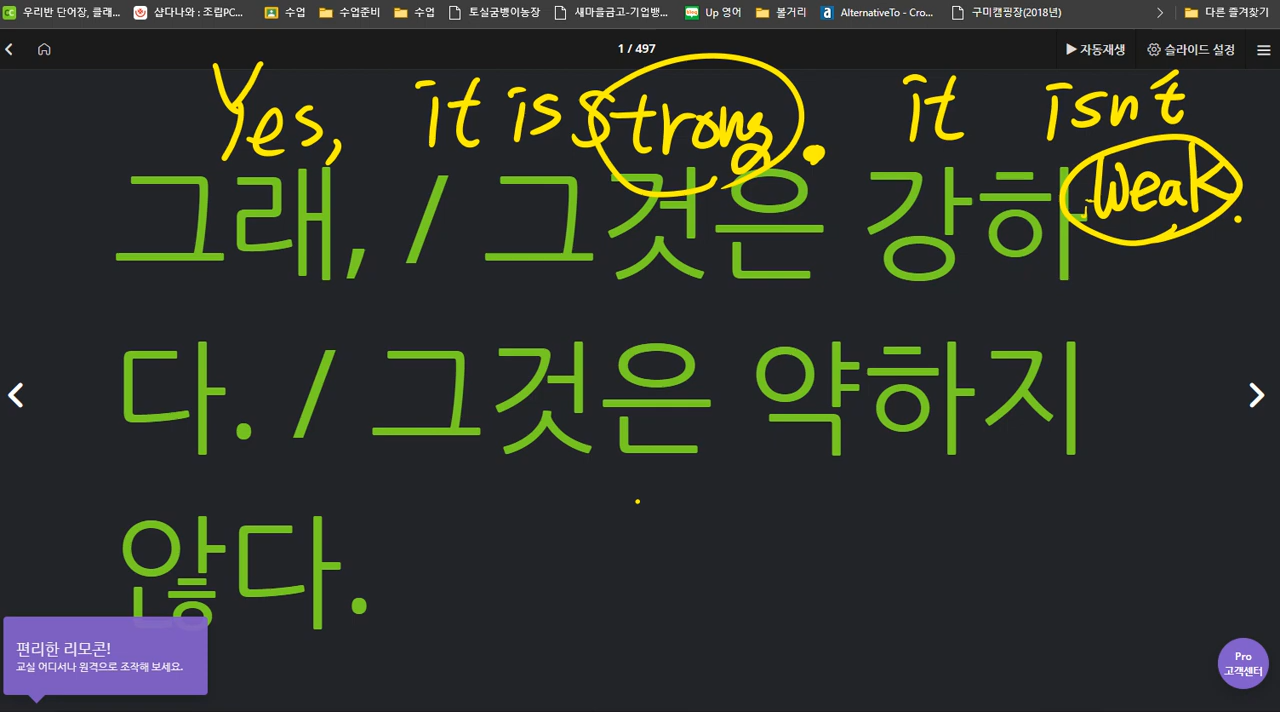 우리반 단어장, 클래... 샵다나와 : 조립PC... 수업 수업준비 수업 토실굼벵이농장 새마을금고-기업뱅... Up 영어 볼거리 AlternativeTo - Cro... 구미캠핑장(2018년) 다른 즐겨찾기
1 / 497 자동재생 슬라이드 설정
Yes, it is strong. it isn't
weak.
그래, / 그것은 강하
다. / 그것은 약하지
않다.
편리한 리모콘!
교실 어디서나 원격으로 조작해 보세요.
Pro
고객센터